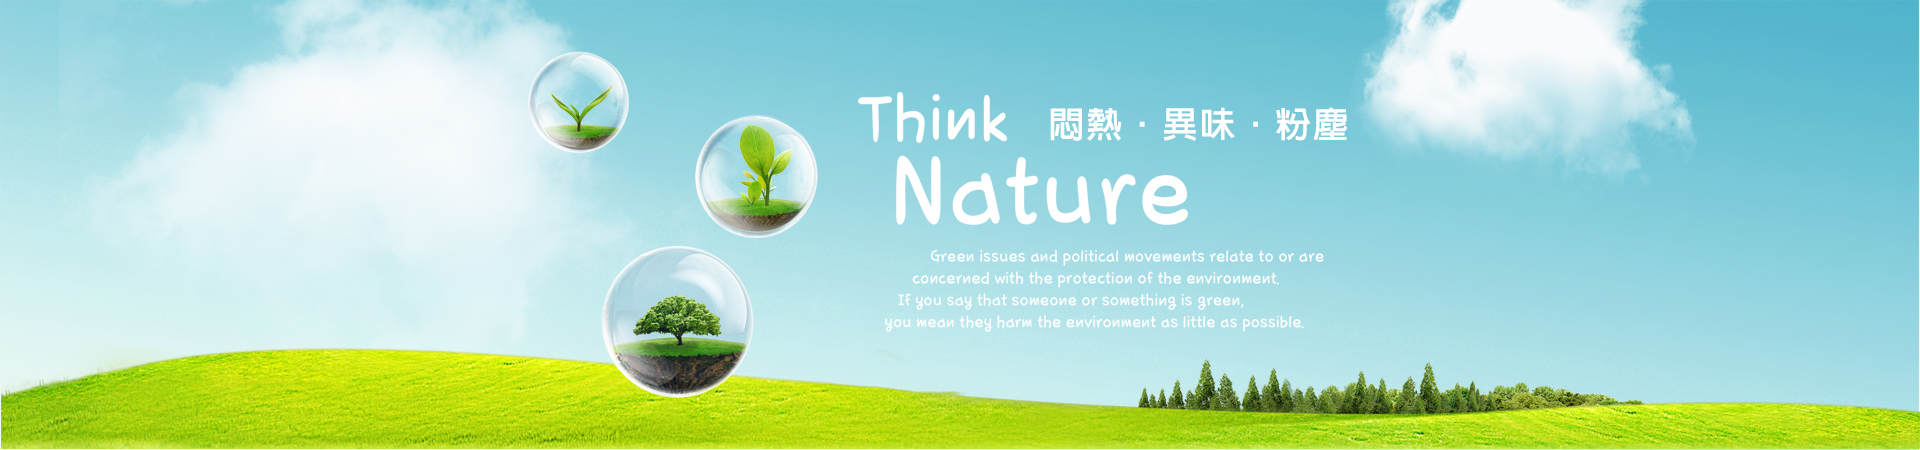 Think 悶熱・異味・粉塵
Nature
Green issues and political movements relate to or are
concerned with the protection of the environment.
If you say that someone or something is green,
you mean they harm the environment as little as possible.